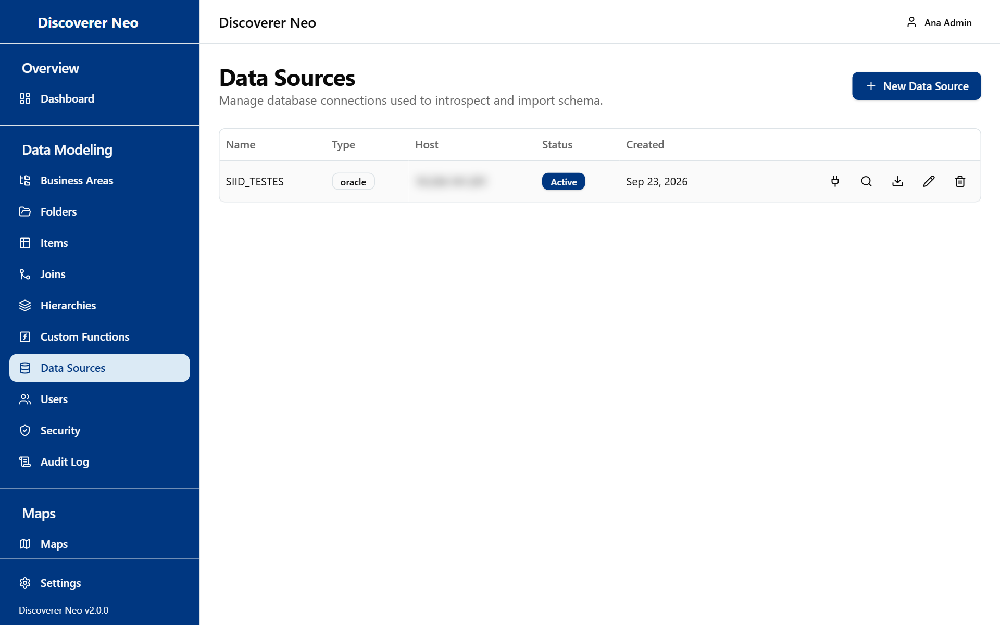 Discoverer Neo
Overview
Dashboard
Data Modeling
Business Areas
Folders
Items
Joins
Hierarchies
Custom Functions
Data Sources
Users
Security
Audit Log
Maps
Maps
Settings
Discoverer Neo v2.0.0
Discoverer Neo
Ana Admin
Data Sources
Manage database connections used to introspect and import schema.
New Data Source
Name Type Host Status Created
SIID_TESTES oracle Active Sep 23, 2026